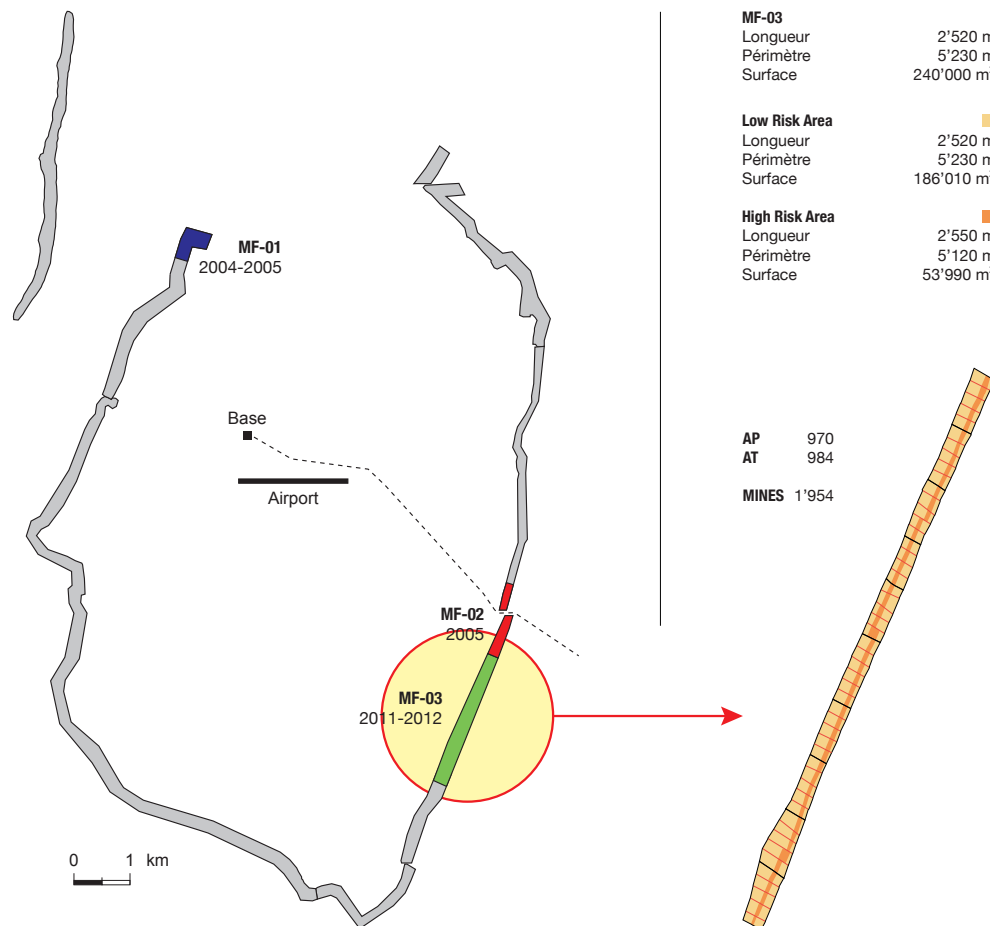 MF-03
Longueur 2’520 m
Périmètre 5’230 m
Surface 240’000 m²
Low Risk Area
Longueur 2’520 m
Périmètre 5’230 m
Surface 186’010 m²
High Risk Area
Longueur 2’550 m
Périmètre 5’120 m
Surface 53’990 m²
MF-01
2004-2005
Base
Airport
AP 970
AT 984
MINES 1’954
MF-02
2005
MF-03
2011-2012
0 1 km